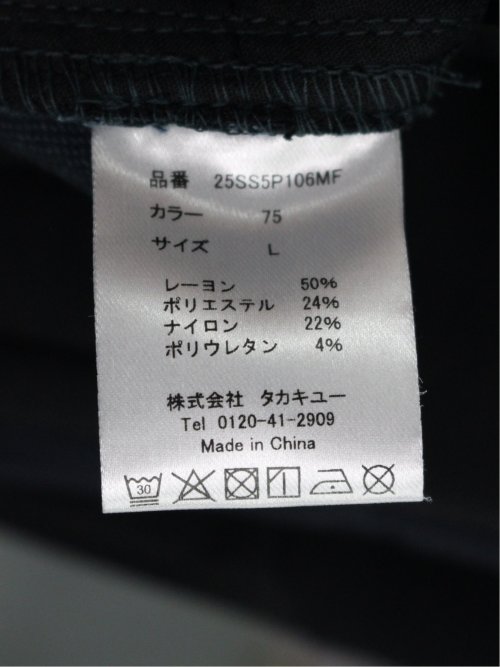 品番 25SS5P106MF
カラー 75
サイズ L
レーヨン 50%
ポリエステル 24%
ナイロン 22%
ポリウレタン 4%
株式会社 タカキユー
Tel 0120-41-2909
Made in China
30